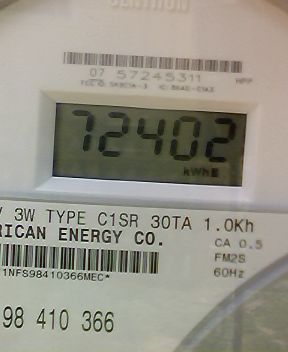 CENTRON
07 57245311
72402
kWh
V 3W TYPE C1SR 30TA 1.0Kh
RICAN ENERGY CO.
CA 0.5
FM2S
60Hz
1NFS98410366MEC*
98 410 366